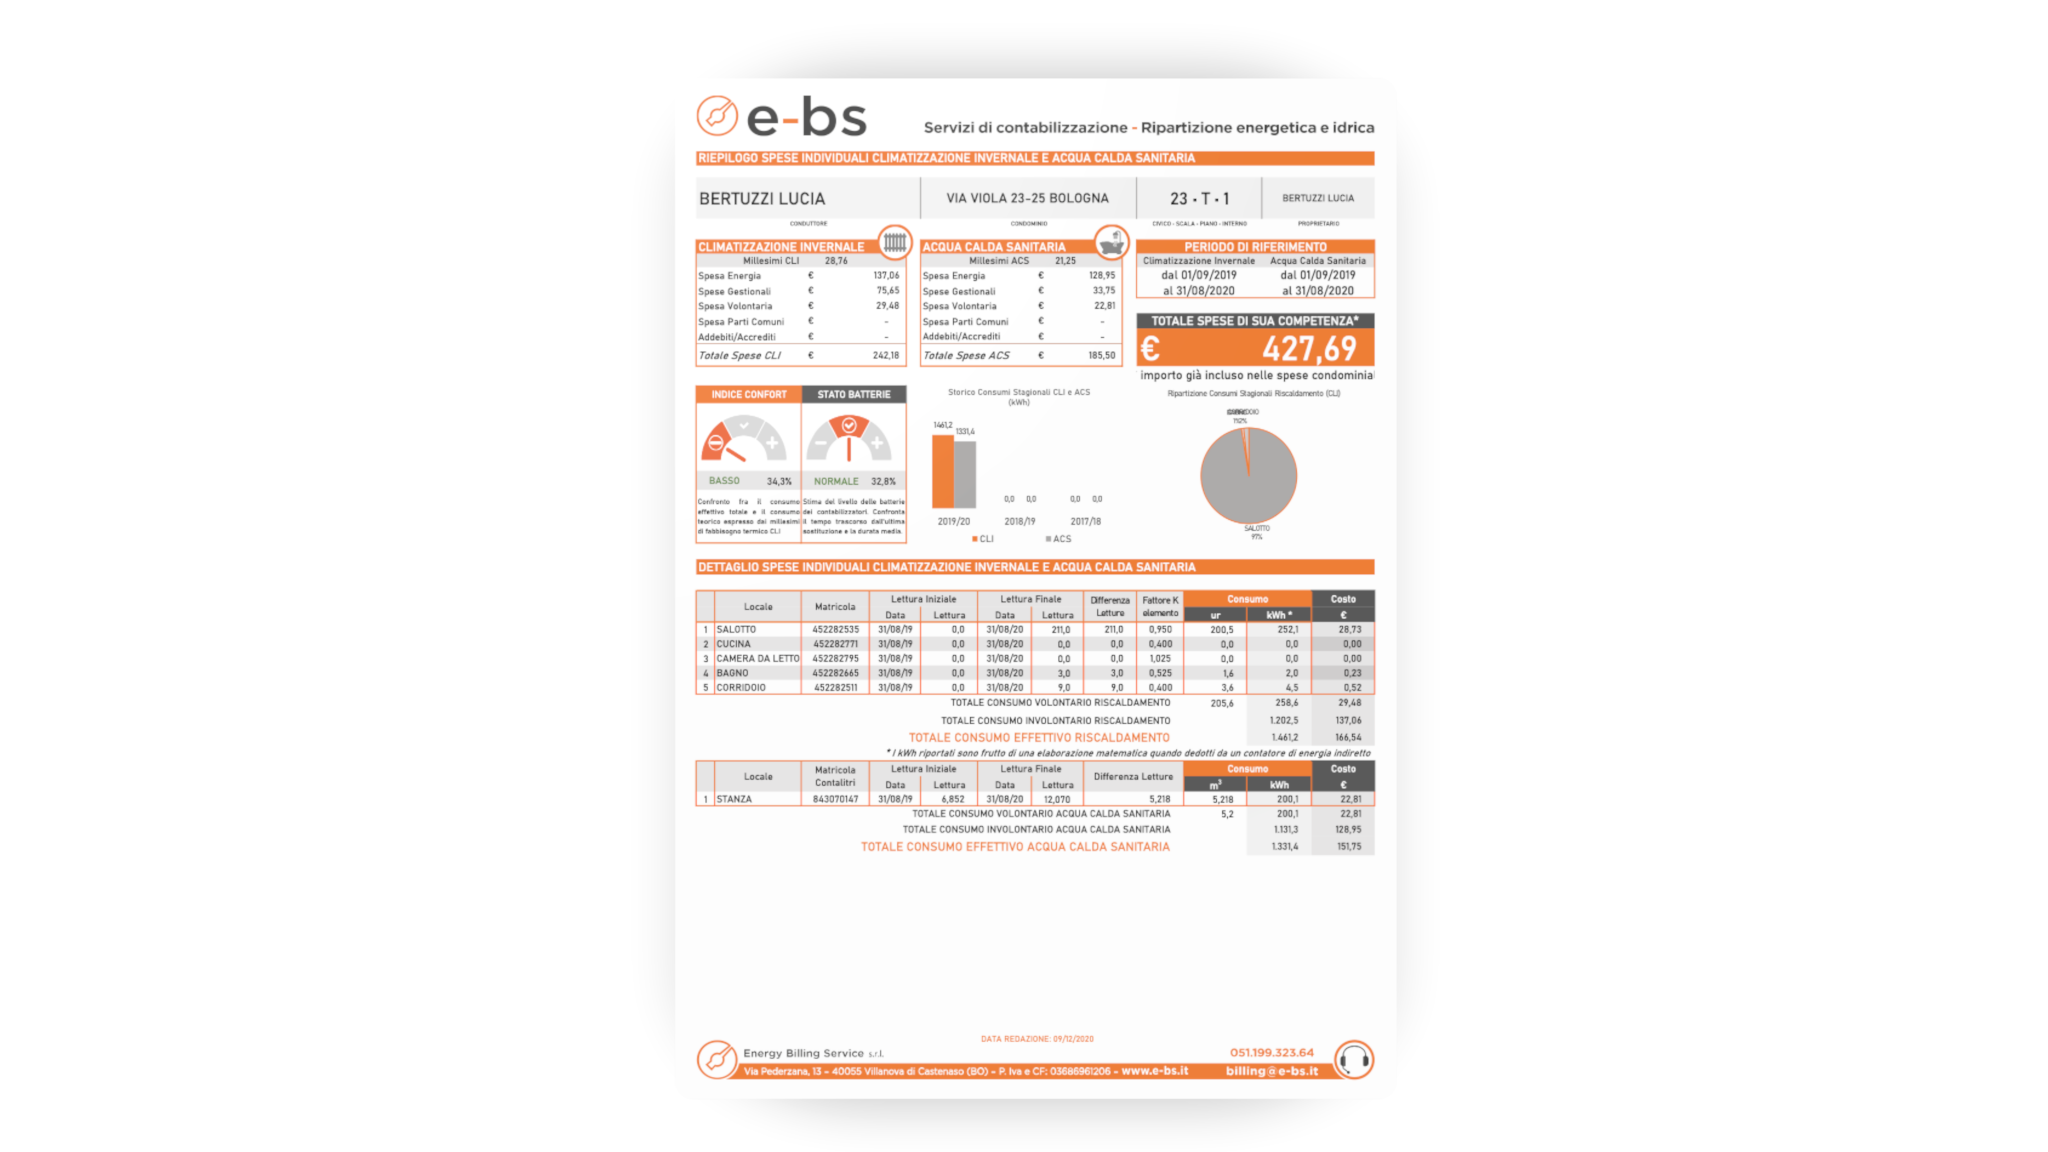 e-bs
Servizi di contabilizzazione - Ripartizione energetica e idrica
RIEPILOGO SPESE INDIVIDUALI CLIMATIZZAZIONE INVERNALE E ACQUA CALDA SANITARIA
BERTUZZI LUCIA VIA VIOLA 23-25 BOLOGNA 23 • T • 1 BERTUZZI LUCIA
CONDUTTORE CONDOMINIO CIVICO - SCALA - PIANO - INTERNO PROPRIETARIO
CLIMATIZZAZIONE INVERNALE
Millesimi CLI 28,76
Spesa Energia € 137,06
Spese Gestionali € 75,65
Spesa Volontaria € 29,48
Spesa Parti Comuni € -
Addebiti/Accrediti € -
Totale Spese CLI € 242,18
ACQUA CALDA SANITARIA
Millesimi ACS 21,25
Spesa Energia € 128,95
Spese Gestionali € 33,75
Spesa Volontaria € 22,81
Spesa Parti Comuni € -
Addebiti/Accrediti € -
Totale Spese ACS € 185,50
PERIODO DI RIFERIMENTO
Climatizzazione Invernale Acqua Calda Sanitaria
dal 01/09/2019 dal 01/09/2019
al 31/08/2020 al 31/08/2020
TOTALE SPESE DI SUA COMPETENZA*
€ 427,69
importo già incluso nelle spese condominia
INDICE CONFORT STATO BATTERIE
BASSO 34,3% NORMALE 32,8%
Confronto fra il consumo
effettivo totale e il consumo
teorico espresso dai millesimi
di fabbisogno termico CLI
Stima del livello delle batterie
dei contabilizzatori. Confronta
il tempo trascorso dall'ultima
sostituzione e la durata media.
Storico Consumi Stagionali CLI e ACS
(kWh)
1461,2 1331,4
0,0 0,0 0,0 0,0
2019/20 2018/19 2017/18
CLI ACS
Ripartizione Consumi Stagionali Riscaldamento (CLI)
SALOTTO
97%
DETTAGLIO SPESE INDIVIDUALI CLIMATIZZAZIONE INVERNALE E ACQUA CALDA SANITARIA
Locale Matricola Lettura Iniziale Lettura Finale Differenza Letture Fattore K elemento Consumo Costo
Data Lettura Data Lettura ur kWh * €
1 SALOTTO 452282535 31/08/19 0,0 31/08/20 211,0 211,0 0,950 200,5 252,1 28,73
2 CUCINA 452282771 31/08/19 0,0 31/08/20 0,0 0,0 0,400 0,0 0,0 0,00
3 CAMERA DA LETTO 452282795 31/08/19 0,0 31/08/20 0,0 0,0 1,025 0,0 0,0 0,00
4 BAGNO 452282665 31/08/19 0,0 31/08/20 3,0 3,0 0,525 1,6 2,0 0,23
5 CORRIDOIO 452282511 31/08/19 0,0 31/08/20 9,0 9,0 0,400 3,6 4,5 0,52
TOTALE CONSUMO VOLONTARIO RISCALDAMENTO 205,6 258,6 29,48
TOTALE CONSUMO INVOLONTARIO RISCALDAMENTO 1.202,5 137,06
TOTALE CONSUMO EFFETTIVO RISCALDAMENTO 1.461,2 166,54
* I kWh riportati sono frutto di una elaborazione matematica quando dedotti da un contatore di energia indiretto
Locale Matricola Contalitri Lettura Iniziale Lettura Finale Differenza Letture Consumo Costo
Data Lettura Data Lettura m³ kWh €
1 STANZA 843070147 31/08/19 6,852 31/08/20 12,070 5,218 5,218 200,1 22,81
TOTALE CONSUMO VOLONTARIO ACQUA CALDA SANITARIA 5,2 200,1 22,81
TOTALE CONSUMO INVOLONTARIO ACQUA CALDA SANITARIA 1.131,3 128,95
TOTALE CONSUMO EFFETTIVO ACQUA CALDA SANITARIA 1.331,4 151,75
DATA REDAZIONE: 09/12/2020
Energy Billing Service s.r.l. 051.199.323.64
Via Pederzana, 13 – 40055 Villanova di Castenaso (BO) – P. Iva e CF: 03686961206 – www.e-bs.it billing@e-bs.it